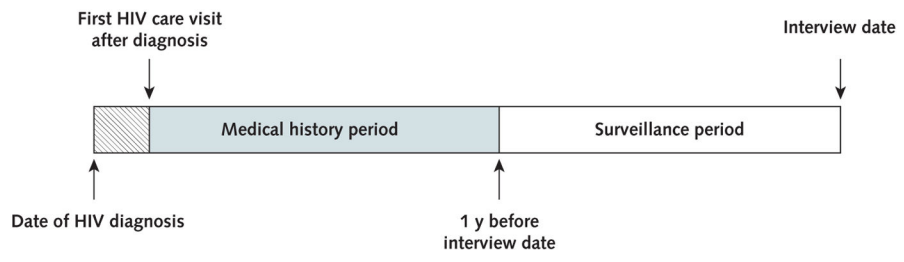 First HIV care visit
after diagnosis
Interview date
Medical history period
Surveillance period
Date of HIV diagnosis
1 y before
interview date